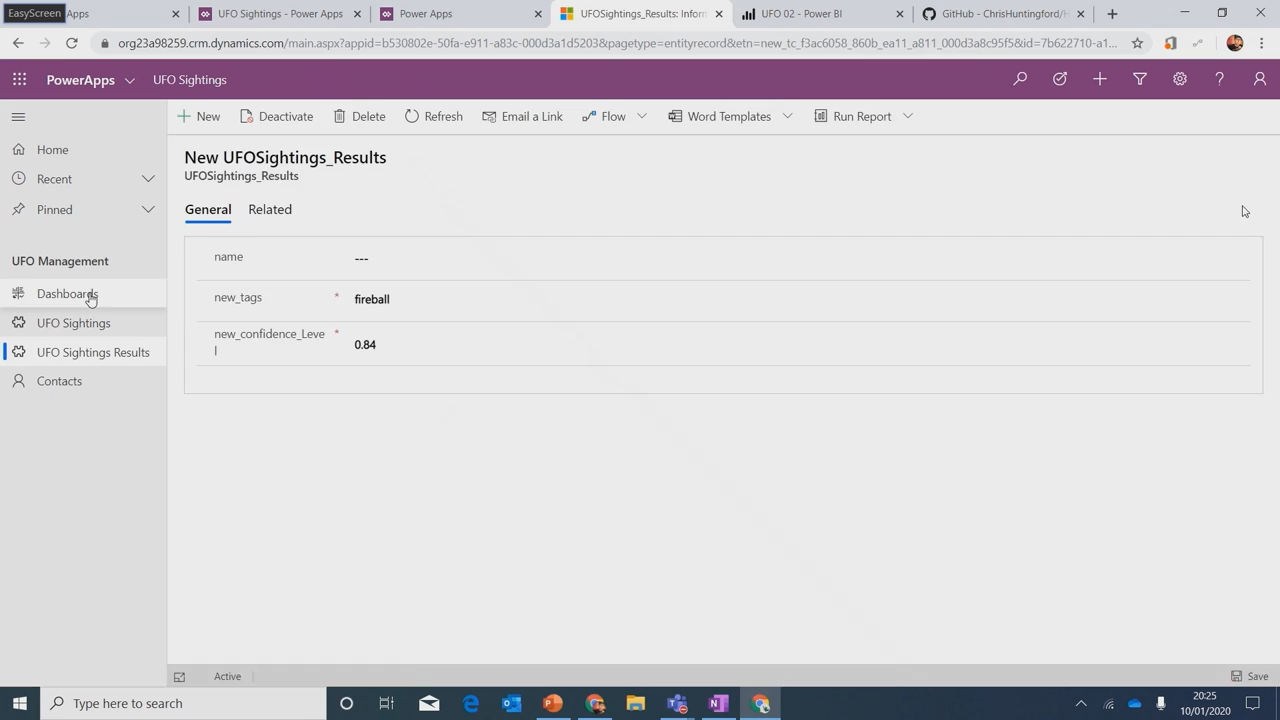 EasyScreen
Apps
UFO Sightings - Power Apps
Power Apps
UFOSightings_Results: Inform
UFO 02 - Power BI
GitHub - ChrisHuntingford/H
org23a98259.crm.dynamics.com/main.aspx?appid=b530802e-50fa-e911-a83c-000d3a1d5203&pagetype=entityrecord&etn=new_tc_f3ac6058_860b_ea11_a811_000d3a8c95f5&id=7b622710-a1...
PowerApps
UFO Sightings
New
Deactivate
Delete
Refresh
Email a Link
Flow
Word Templates
Run Report
Home
Recent
Pinned
UFO Management
Dashboards
UFO Sightings
UFO Sightings Results
Contacts
New UFOSightings_Results
UFOSightings_Results
General
Related
name
---
new_tags
*
fireball
new_confidence_Leve
l
*
0.84
Active
Save
Type here to search
20:25
10/01/2020